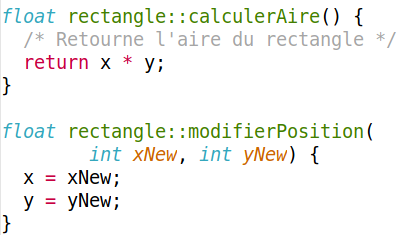 float rectangle::calculerAire() {
  /* Retourne l'aire du rectangle */
  return x * y;
}

float rectangle::modifierPosition(
        int xNew, int yNew) {
  x = xNew;
  y = yNew;
}